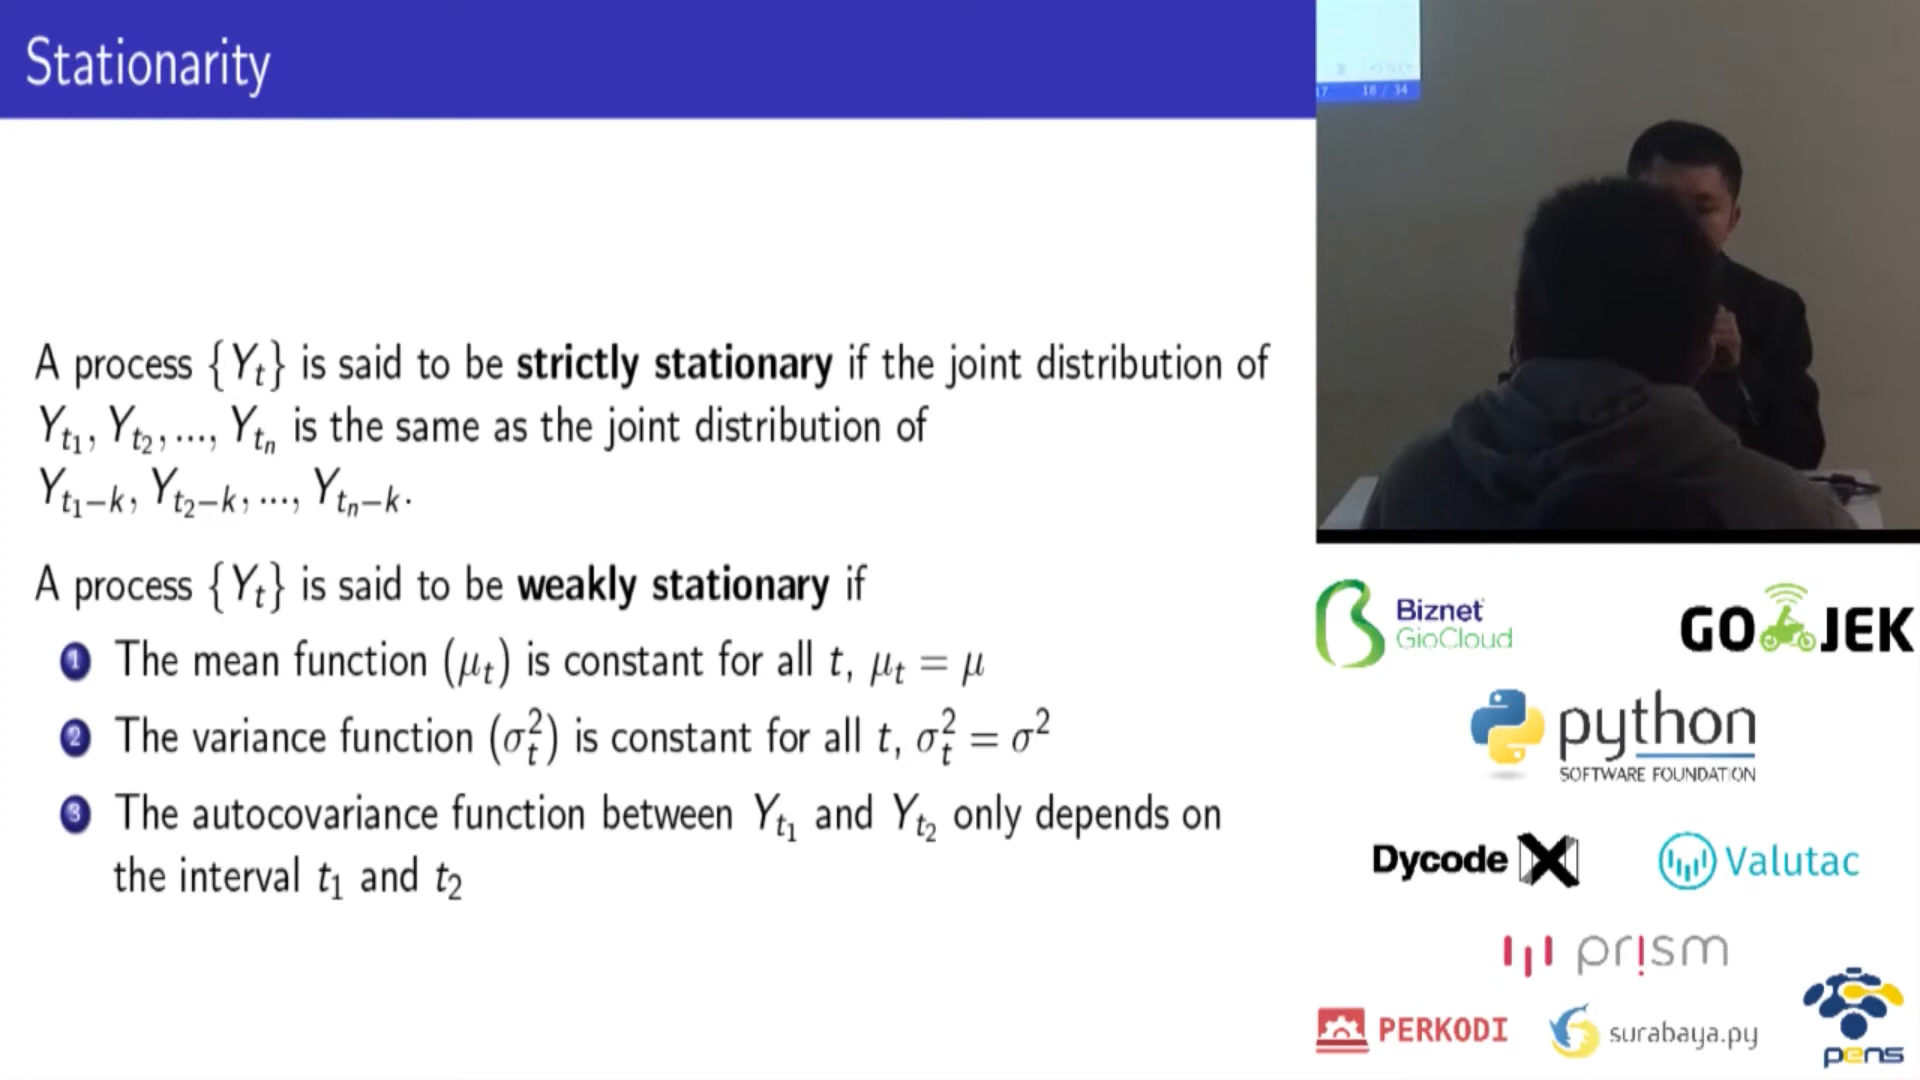 Stationarity
A process {Y_t} is said to be strictly stationary if the joint distribution of
Y_{t_1}, Y_{t_2}, ..., Y_{t_n} is the same as the joint distribution of
Y_{t_1−k}, Y_{t_2−k}, ..., Y_{t_n−k}.
A process {Y_t} is said to be weakly stationary if
1 The mean function (μ_t) is constant for all t, μ_t = μ
2 The variance function (σ_t^2) is constant for all t, σ_t^2 = σ^2
3 The autocovariance function between Y_{t_1} and Y_{t_2} only depends on
the interval t_1 and t_2
17 18 / 34
Biznet
GioCloud
GO JEK
python
SOFTWARE FOUNDATION
Dycode X
Valutac
prism
PERKODI
surabaya.py
pens